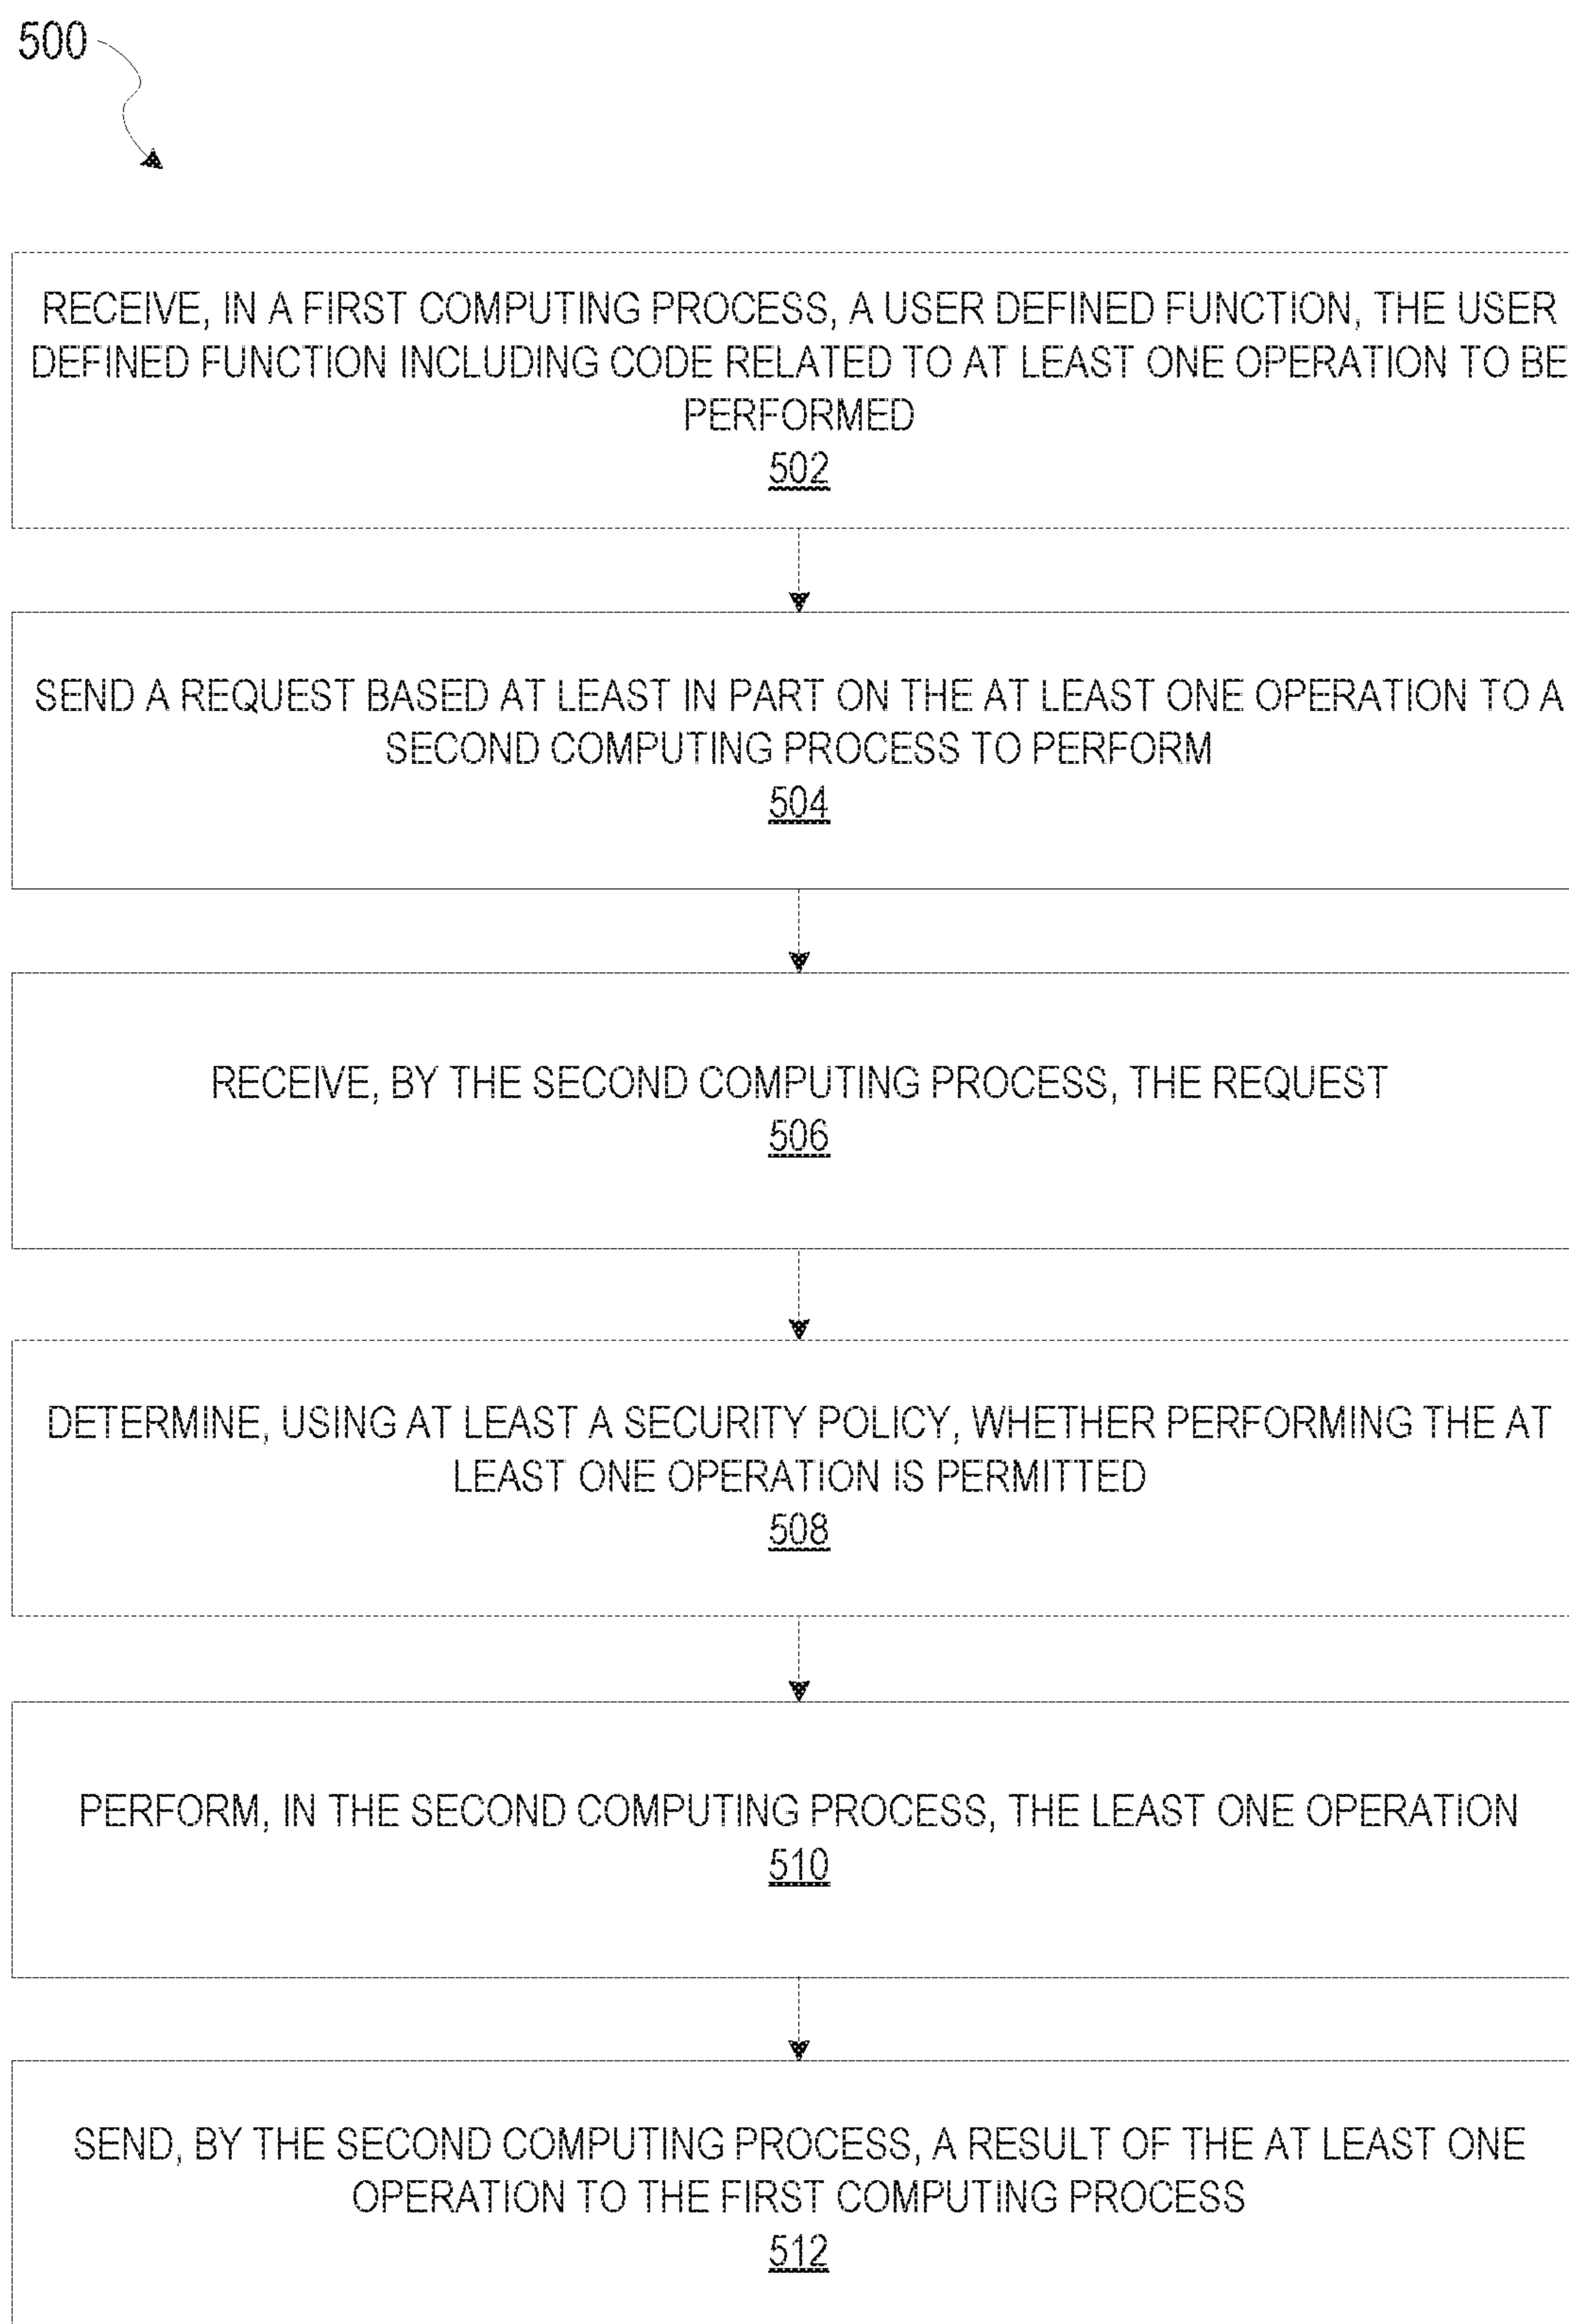 500
RECEIVE, IN A FIRST COMPUTING PROCESS, A USER DEFINED FUNCTION, THE USER
DEFINED FUNCTION INCLUDING CODE RELATED TO AT LEAST ONE OPERATION TO BE
PERFORMED
502
SEND A REQUEST BASED AT LEAST IN PART ON THE AT LEAST ONE OPERATION TO A
SECOND COMPUTING PROCESS TO PERFORM
504
RECEIVE, BY THE SECOND COMPUTING PROCESS, THE REQUEST
506
DETERMINE, USING AT LEAST A SECURITY POLICY, WHETHER PERFORMING THE AT
LEAST ONE OPERATION IS PERMITTED
508
PERFORM, IN THE SECOND COMPUTING PROCESS, THE LEAST ONE OPERATION
510
SEND, BY THE SECOND COMPUTING PROCESS, A RESULT OF THE AT LEAST ONE
OPERATION TO THE FIRST COMPUTING PROCESS
512